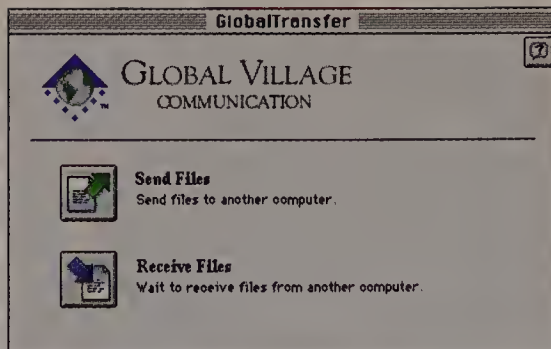 GlobalTransfer
?
GLOBAL VILLAGE
COMMUNICATION
TM
Send Files
Send files to another computer.
Receive Files
Wait to receive files from another computer.